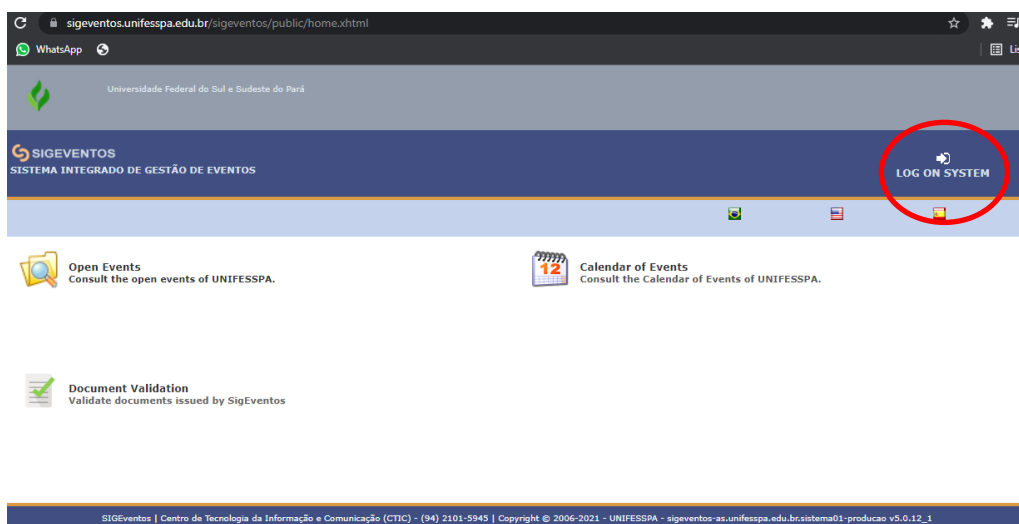 sigeventos.unifesspa.edu.br/sigeventos/public/home.xhtml
WhatsApp
Universidade Federal do Sul e Sudeste do Pará
SIGEVENTOS
SISTEMA INTEGRADO DE GESTÃO DE EVENTOS
LOG ON SYSTEM
Open Events
Consult the open events of UNIFESSPA.
12
Calendar of Events
Consult the Calendar of Events of UNIFESSPA.
Document Validation
Validate documents issued by SigEventos
SIGEventos | Centro de Tecnologia da Informação e Comunicação (CTIC) - (94) 2101-5945 | Copyright © 2006-2021 - UNIFESSPA - sigeventos-as.unifesspa.edu.br.sistema01-producao v5.0.12_1